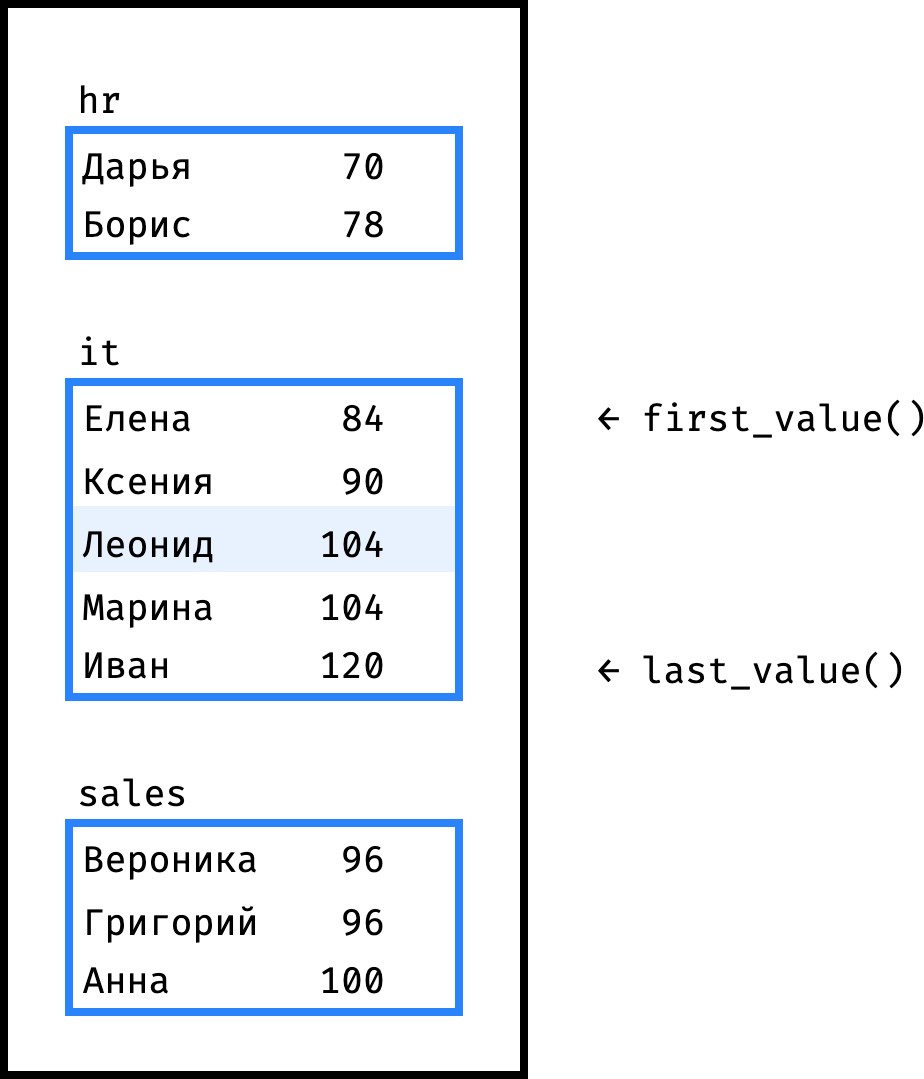 hr
Дарья 70
Борис 78
it
Елена 84 ← first_value()
Ксения 90
Леонид 104
Марина 104
Иван 120 ← last_value()
sales
Вероника 96
Григорий 96
Анна 100